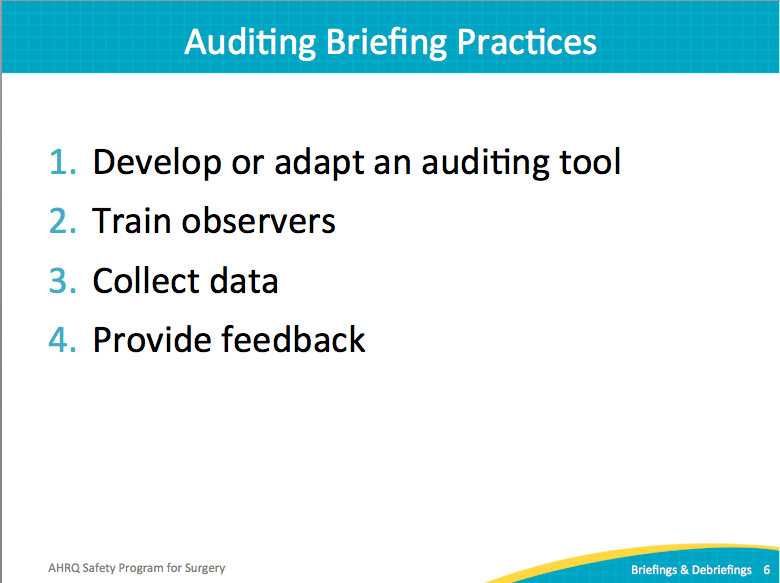 Auditing Briefing Practices
1. Develop or adapt an auditing tool
2. Train observers
3. Collect data
4. Provide feedback
AHRQ Safety Program for Surgery
Briefings & Debriefings 6